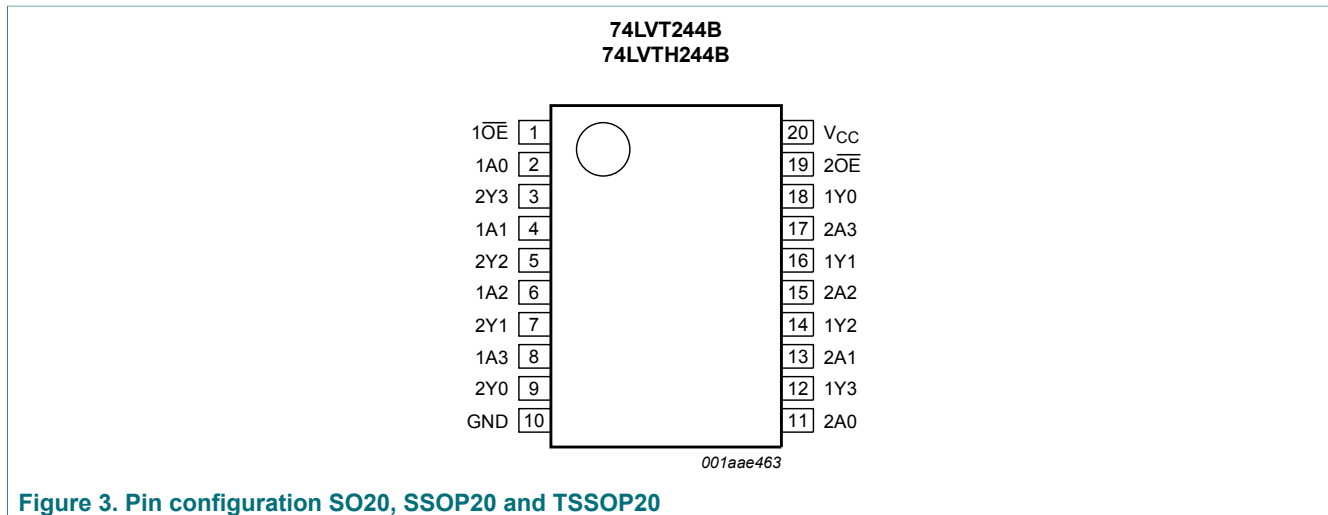 74LVT244B
74LVTH244B
1O̅E̅ 1 20 VCC
1A0 2 19 2O̅E̅
2Y3 3 18 1Y0
1A1 4 17 2A3
2Y2 5 16 1Y1
1A2 6 15 2A2
2Y1 7 14 1Y2
1A3 8 13 2A1
2Y0 9 12 1Y3
GND 10 11 2A0
001aae463
Figure 3. Pin configuration SO20, SSOP20 and TSSOP20